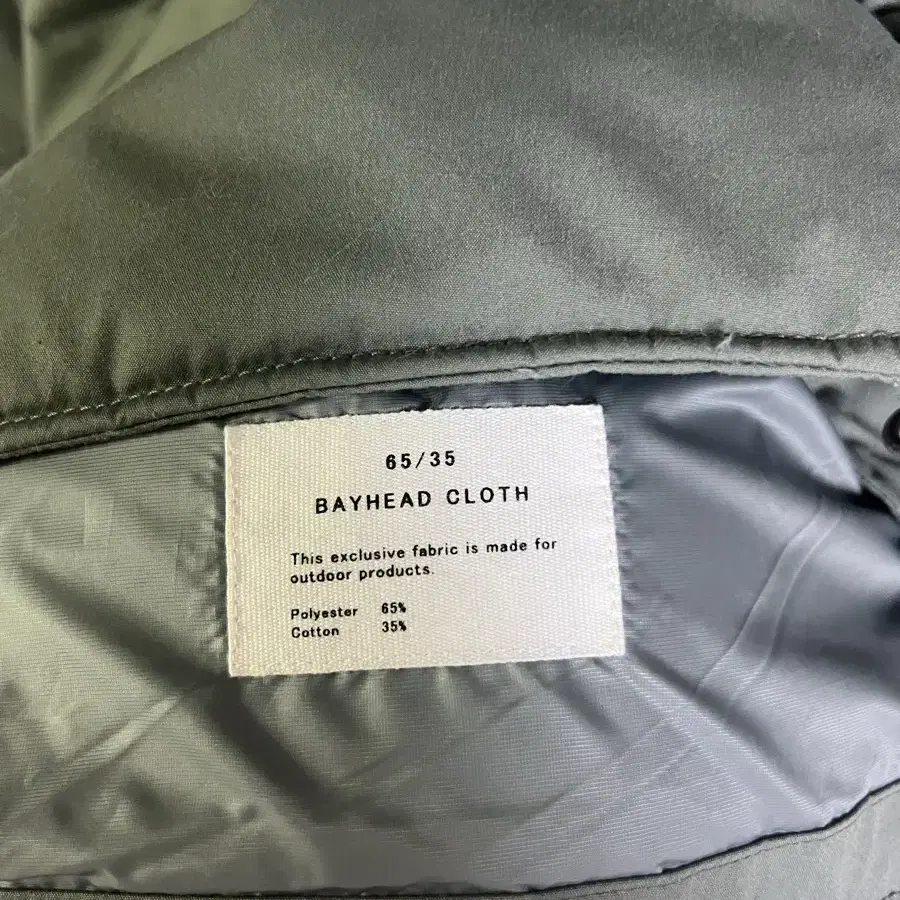 65/35
BAYHEAD CLOTH
This exclusive fabric is made for
outdoor products.
Polyester 65%
Cotton 35%